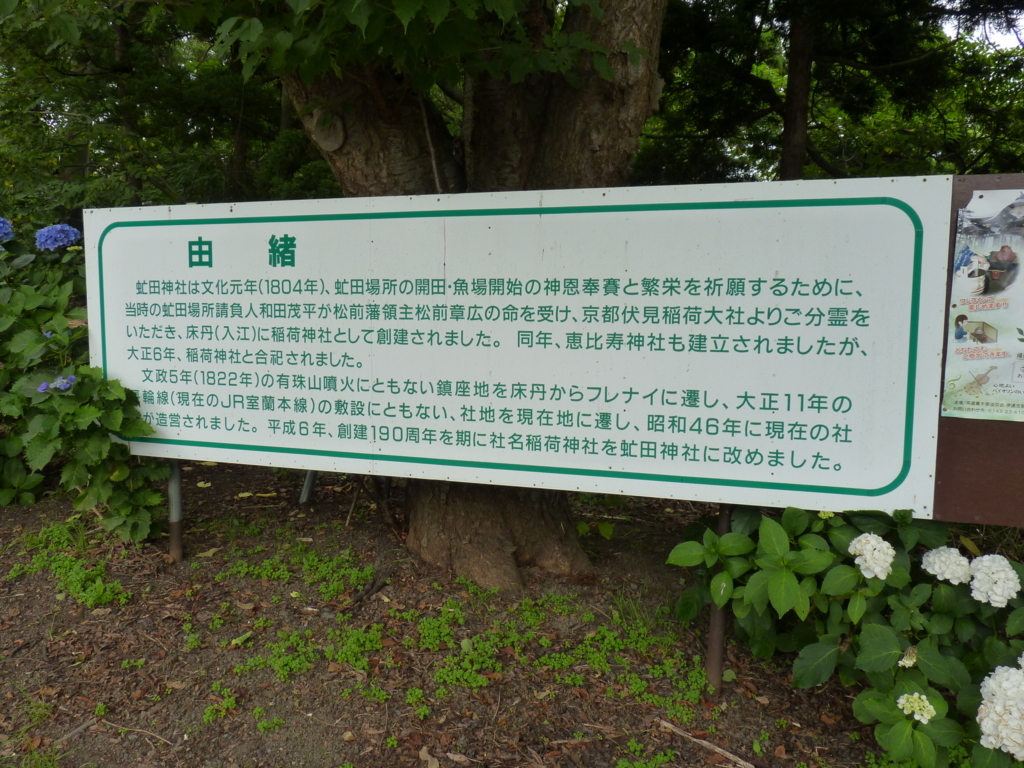 由緒
虻田神社は文化元年(1804年)、虻田場所の開田・魚場開始の神恩奉賽と繁栄を祈願するために、
当時の虻田場所請負人和田茂平が松前藩領主松前章広の命を受け、京都伏見稲荷大社よりご分霊を
いただき、床丹(入江)に稲荷神社として創建されました。 同年、恵比寿神社も建立されましたが、
大正6年、稲荷神社と合祀されました。
文政5年(1822年)の有珠山噴火にともない鎮座地を床丹からフレナイに遷し、大正11年の
輪線(現在のJR室蘭本線)の敷設にともない、社地を現在地に遷し、昭和46年に現在の社
が造営されました。平成6年、創建190周年を期に社名稲荷神社を虻田神社に改めました。